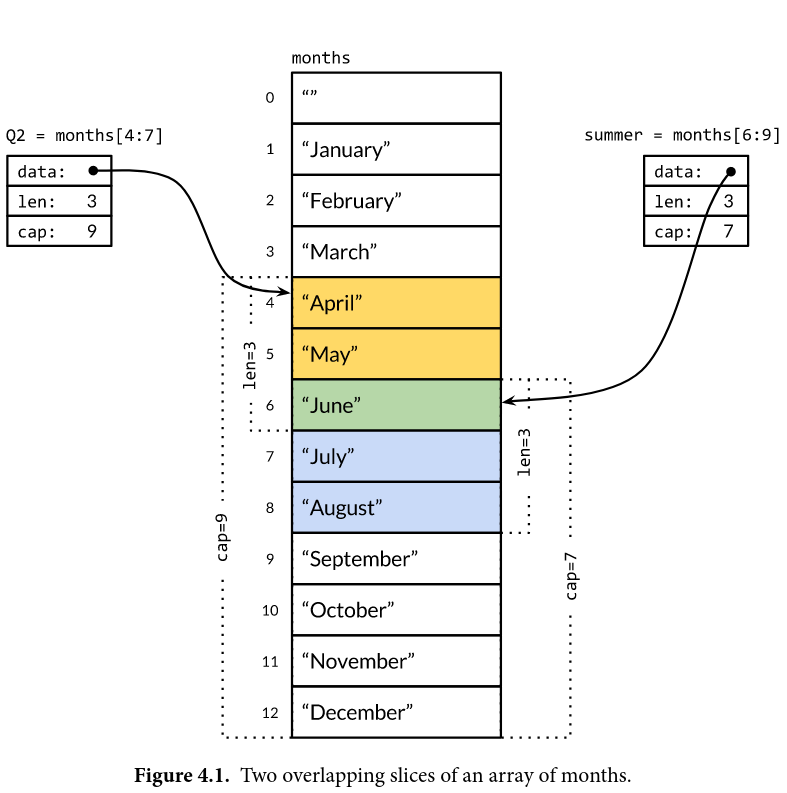 months
Q2 = months[4:7]
data:
len: 3
cap: 9
summer = months[6:9]
data:
len: 3
cap: 7
0 “”
1 “January”
2 “February”
3 “March”
4 “April”
5 “May”
6 “June”
7 “July”
8 “August”
9 “September”
10 “October”
11 “November”
12 “December”
len=3
cap=9
len=3
cap=7
Figure 4.1. Two overlapping slices of an array of months.